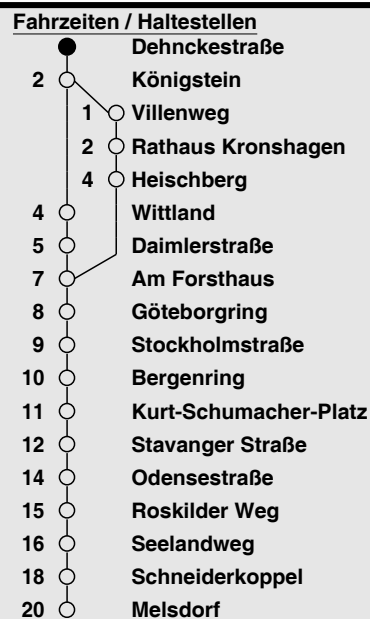 Fahrzeiten / Haltestellen
Dehnckestraße
2 Königstein
1 Villenweg
2 Rathaus Kronshagen
4 Heischberg
4 Wittland
5 Daimlerstraße
7 Am Forsthaus
8 Göteborgring
9 Stockholmstraße
10 Bergenring
11 Kurt-Schumacher-Platz
12 Stavanger Straße
14 Odensestraße
15 Roskilder Weg
16 Seelandweg
18 Schneiderkoppel
20 Melsdorf